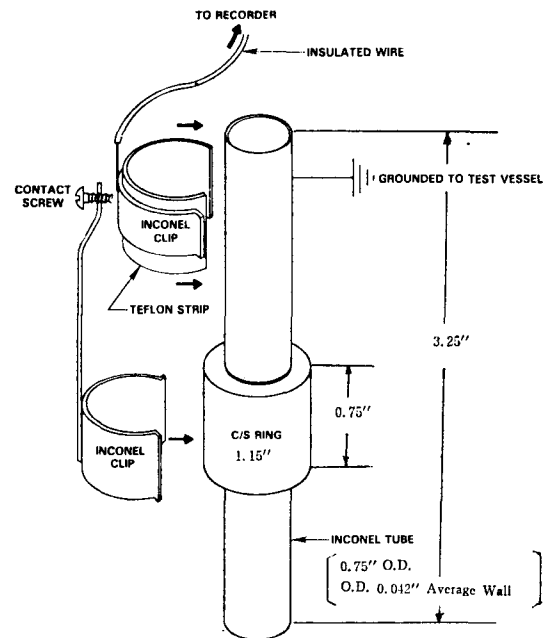 TO RECORDER
INSULATED WIRE
GROUNDED TO TEST VESSEL
CONTACT
SCREW
INCONEL
CLIP
TEFLON STRIP
3.25"
0.75"
C/S RING
1.15"
INCONEL
CLIP
INCONEL TUBE
0.75" O.D.
O.D. 0.042" Average Wall